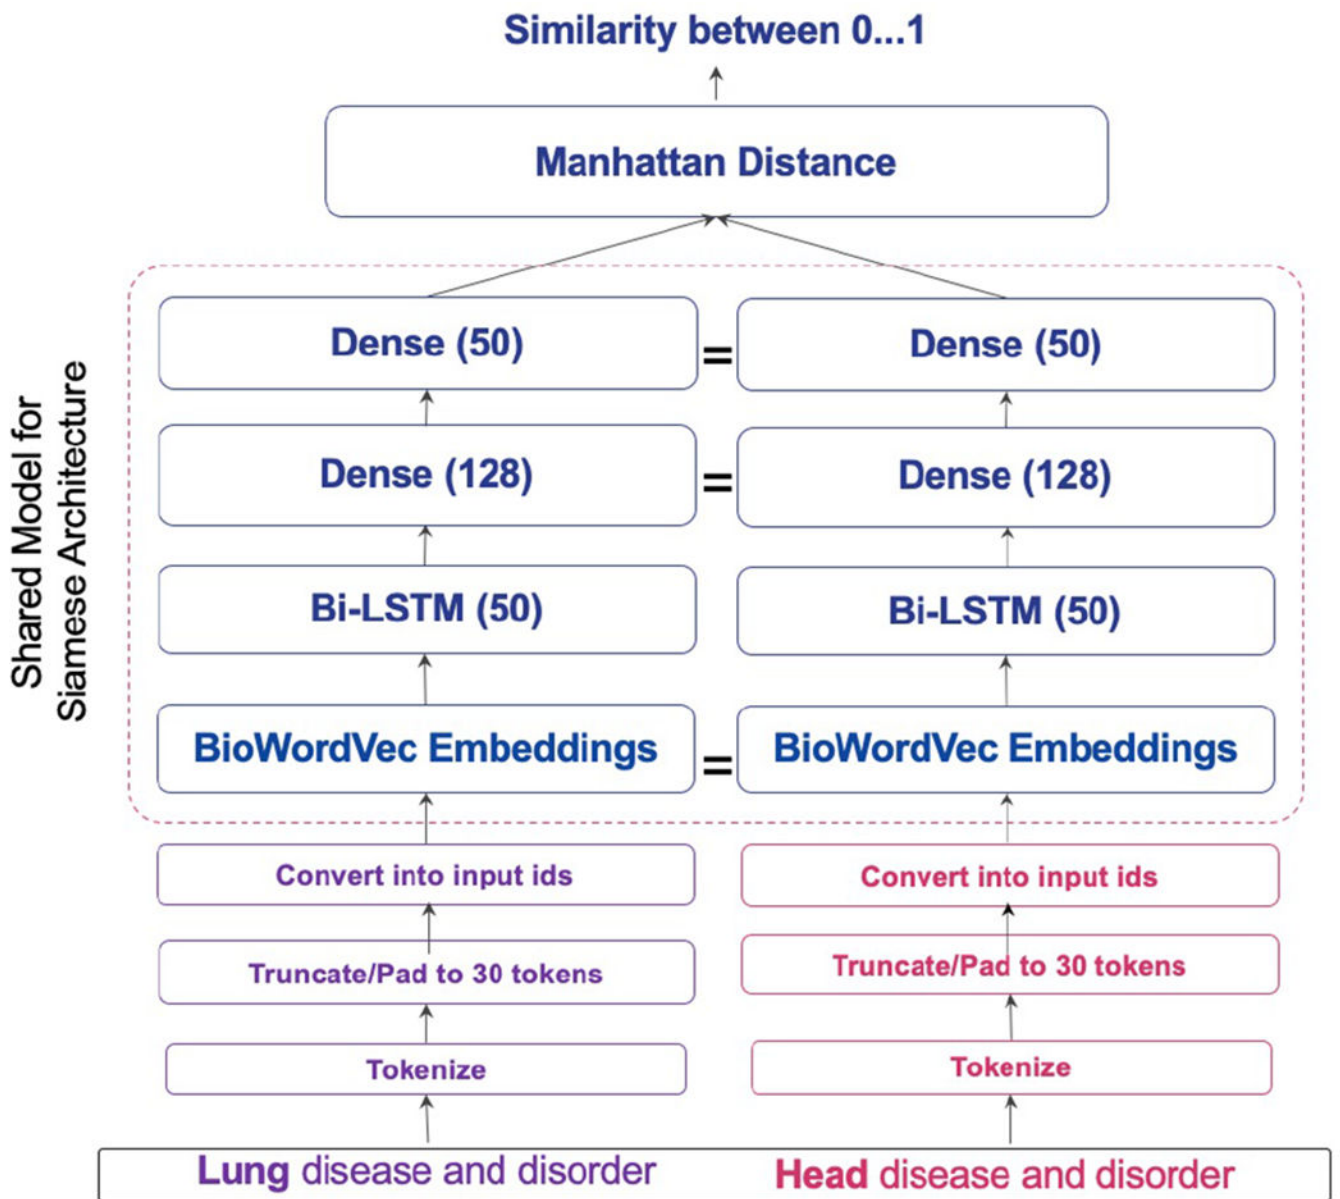 Similarity between 0...1
Manhattan Distance
Shared Model for
Siamese Architecture
Dense (50) = Dense (50)
Dense (128) = Dense (128)
Bi-LSTM (50) Bi-LSTM (50)
BioWordVec Embeddings = BioWordVec Embeddings
Convert into input ids Convert into input ids
Truncate/Pad to 30 tokens Truncate/Pad to 30 tokens
Tokenize Tokenize
Lung disease and disorder Head disease and disorder